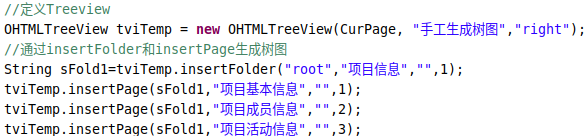 //定义Treeview
OHTMLTreeView tviTemp = new OHTMLTreeView(CurPage, "手工生成树图","right");
//通过insertFolder和insertPage生成树图
String sFold1=tviTemp.insertFolder("root","项目信息","",1);
tviTemp.insertPage(sFold1,"项目基本信息","",1);
tviTemp.insertPage(sFold1,"项目成员信息","",2);
tviTemp.insertPage(sFold1,"项目活动信息","",3);